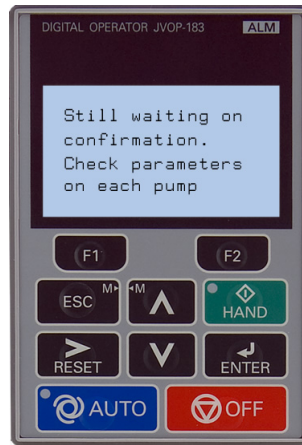 DIGITAL OPERATOR JVOP-183 ALM
Still waiting on
confirmation.
Check parameters
on each pump
F1 F2
ESC M M HAND
RESET ENTER
AUTO OFF